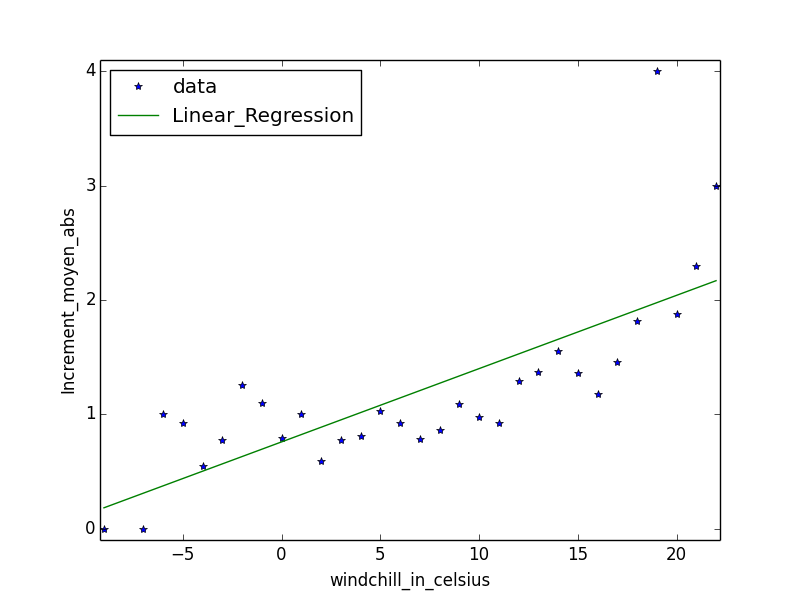 data
Linear_Regression
4
3
2
1
0
Increment_moyen_abs
−5
0
5
10
15
20
windchill_in_celsius